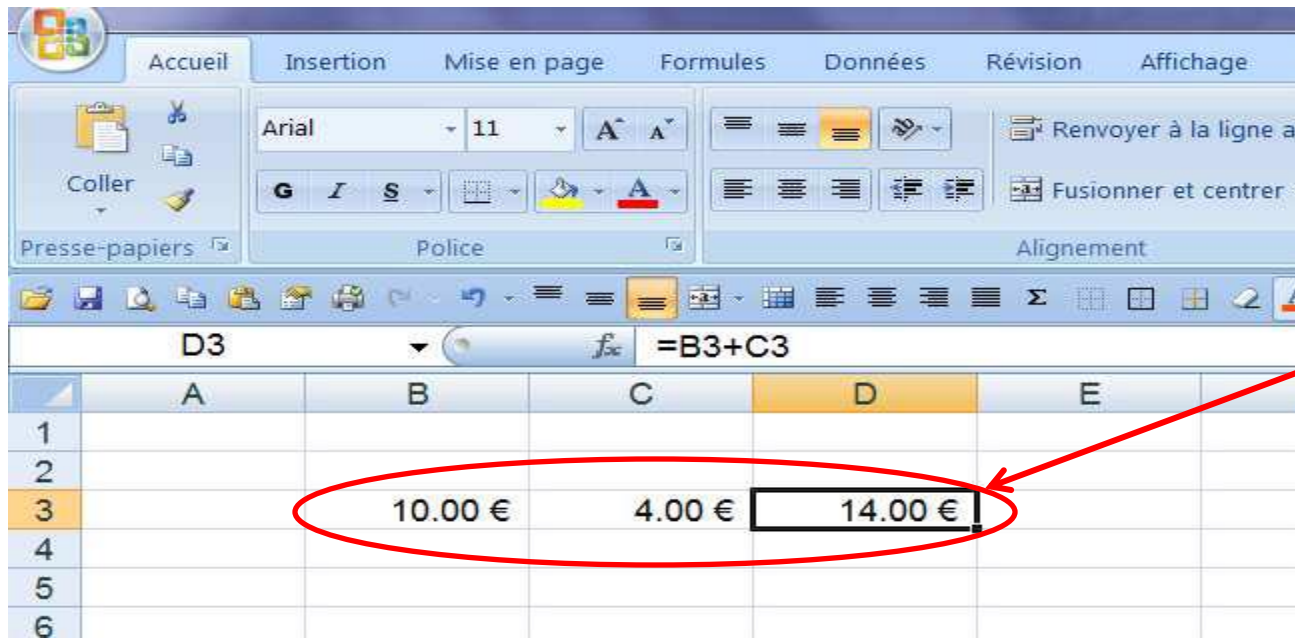 Accueil Insertion Mise en page Formules Données Révision Affichage
Arial 11 A A Renvoyer à la ligne a
Coller G I S A Fusionner et centrer
Presse-papiers Police Alignement
Σ
D3 fx =B3+C3
A B C D E
1
2
3 10.00 € 4.00 € 14.00 €
4
5
6